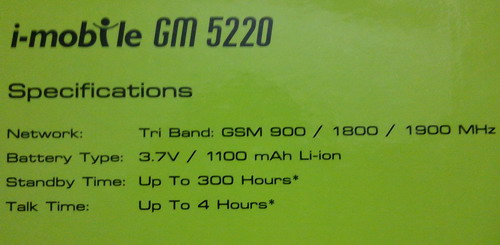 i-mobile GM 5220
Specifications
Network: Tri Band: GSM 900 / 1800 / 1900 MHz
Battery Type: 3.7V / 1100 mAh Li-ion
Standby Time: Up To 300 Hours*
Talk Time: Up To 4 Hours*